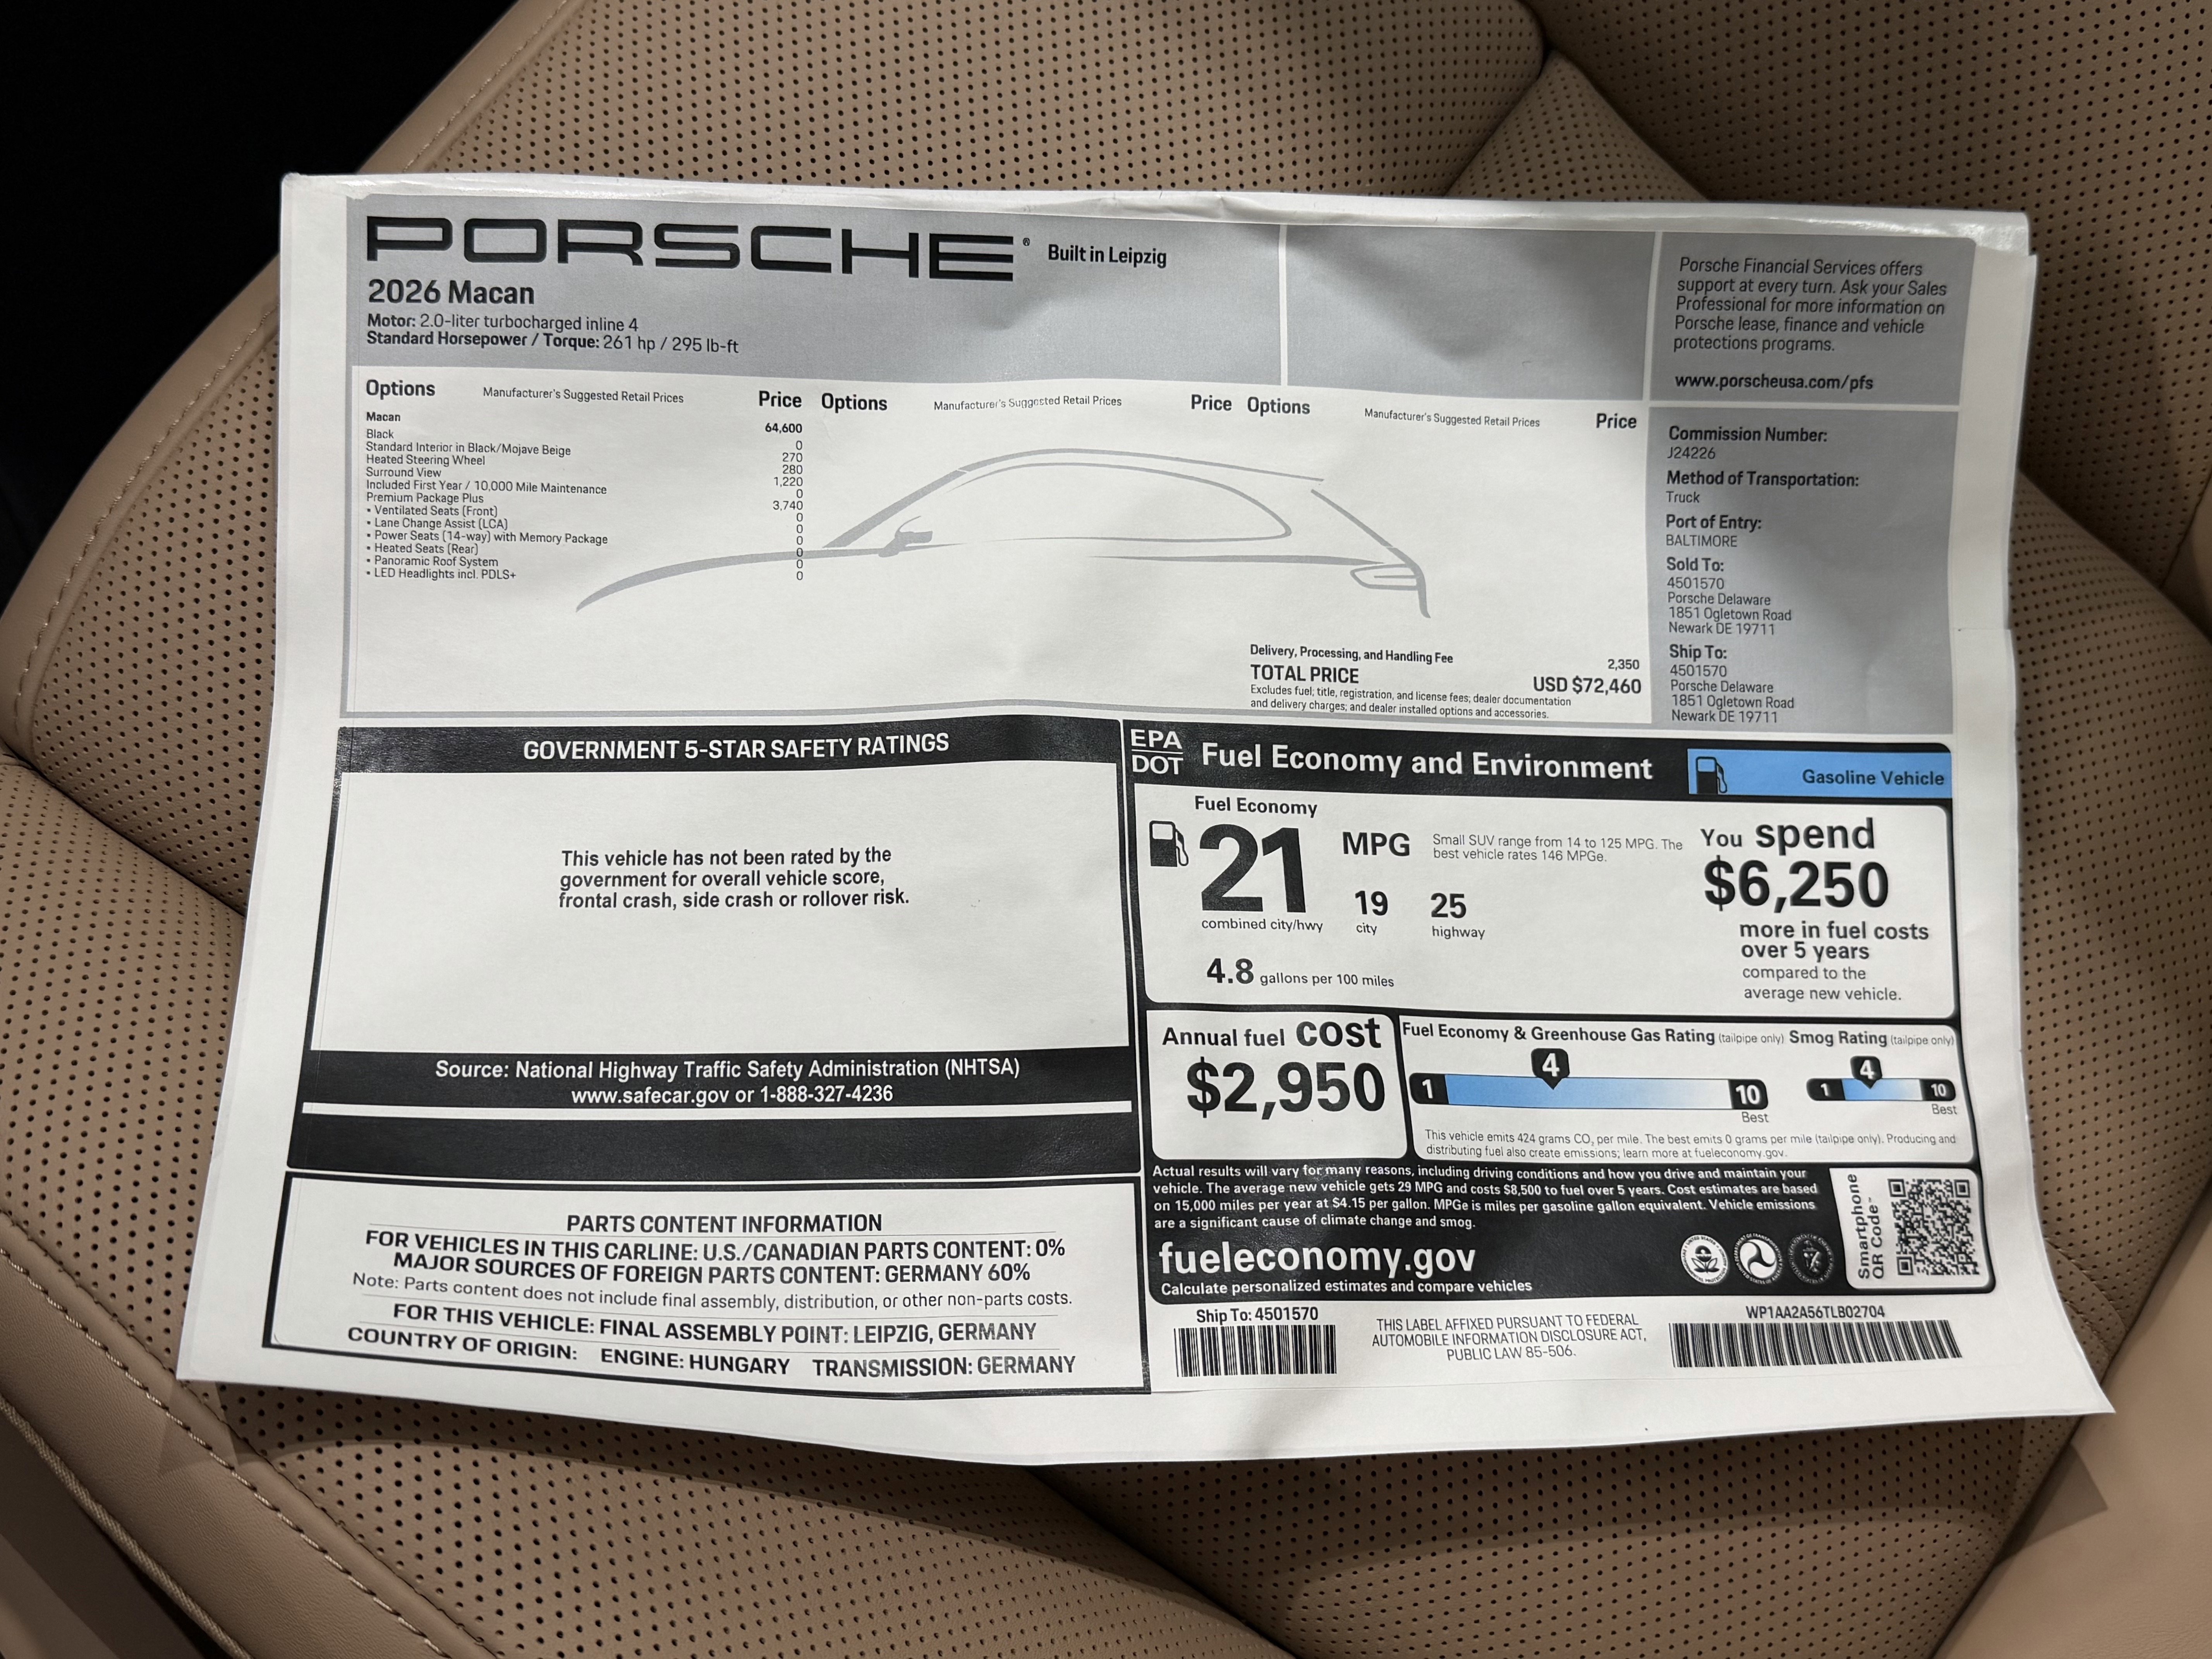 PORSCHE® Built in Leipzig
2026 Macan
Motor: 2.0-liter turbocharged inline 4
Standard Horsepower / Torque: 261 hp / 295 lb-ft
Porsche Financial Services offers
support at every turn. Ask your Sales
Professional for more information on
Porsche lease, finance and vehicle
protections programs.
www.porscheusa.com/pfs
Options Manufacturer's Suggested Retail Prices Price Options Manufacturer's Suggested Retail Prices Price Options Manufacturer's Suggested Retail Prices Price
Macan 64,600
Black 0
Standard Interior in Black/Mojave Beige 270
Heated Steering Wheel 280
Surround View 1,220
Included First Year / 10,000 Mile Maintenance 0
Premium Package Plus 3,740
• Ventilated Seats (Front) 0
• Lane Change Assist (LCA) 0
• Power Seats (14-way) with Memory Package 0
• Heated Seats (Rear) 0
• Panoramic Roof System 0
• LED Headlights incl. PDLS+ 0
Delivery, Processing, and Handling Fee 2,350
TOTAL PRICE USD $72,460
Excludes fuel; title, registration, and license fees; dealer documentation
and delivery charges; and dealer installed options and accessories.
Commission Number:
J24226
Method of Transportation:
Truck
Port of Entry:
BALTIMORE
Sold To:
4501570
Porsche Delaware
1851 Ogletown Road
Newark DE 19711
Ship To:
4501570
Porsche Delaware
1851 Ogletown Road
Newark DE 19711
GOVERNMENT 5-STAR SAFETY RATINGS
This vehicle has not been rated by the
government for overall vehicle score,
frontal crash, side crash or rollover risk.
Source: National Highway Traffic Safety Administration (NHTSA)
www.safecar.gov or 1-888-327-4236
PARTS CONTENT INFORMATION
FOR VEHICLES IN THIS CARLINE: U.S./CANADIAN PARTS CONTENT: 0%
MAJOR SOURCES OF FOREIGN PARTS CONTENT: GERMANY 60%
Note: Parts content does not include final assembly, distribution, or other non-parts costs.
FOR THIS VEHICLE: FINAL ASSEMBLY POINT: LEIPZIG, GERMANY
COUNTRY OF ORIGIN: ENGINE: HUNGARY TRANSMISSION: GERMANY
EPA
DOT
Fuel Economy and Environment
Gasoline Vehicle
Fuel Economy
21 MPG
combined city/hwy
19
city
25
highway
Small SUV range from 14 to 125 MPG. The
best vehicle rates 146 MPGe.
4.8 gallons per 100 miles
You spend
$6,250
more in fuel costs
over 5 years
compared to the
average new vehicle.
Annual fuel cost
$2,950
Fuel Economy & Greenhouse Gas Rating (tailpipe only)
4
1 10
Best
Smog Rating (tailpipe only)
4
1 10
Best
This vehicle emits 424 grams CO₂ per mile. The best emits 0 grams per mile (tailpipe only). Producing and
distributing fuel also create emissions; learn more at fueleconomy.gov.
Actual results will vary for many reasons, including driving conditions and how you drive and maintain your
vehicle. The average new vehicle gets 29 MPG and costs $8,500 to fuel over 5 years. Cost estimates are based
on 15,000 miles per year at $4.15 per gallon. MPGe is miles per gasoline gallon equivalent. Vehicle emissions
are a significant cause of climate change and smog.
fueleconomy.gov
Calculate personalized estimates and compare vehicles
Smartphone
QR Code-
Ship To: 4501570
THIS LABEL AFFIXED PURSUANT TO FEDERAL
AUTOMOBILE INFORMATION DISCLOSURE ACT,
PUBLIC LAW 85-506.
WP1AA2A56TLB02704